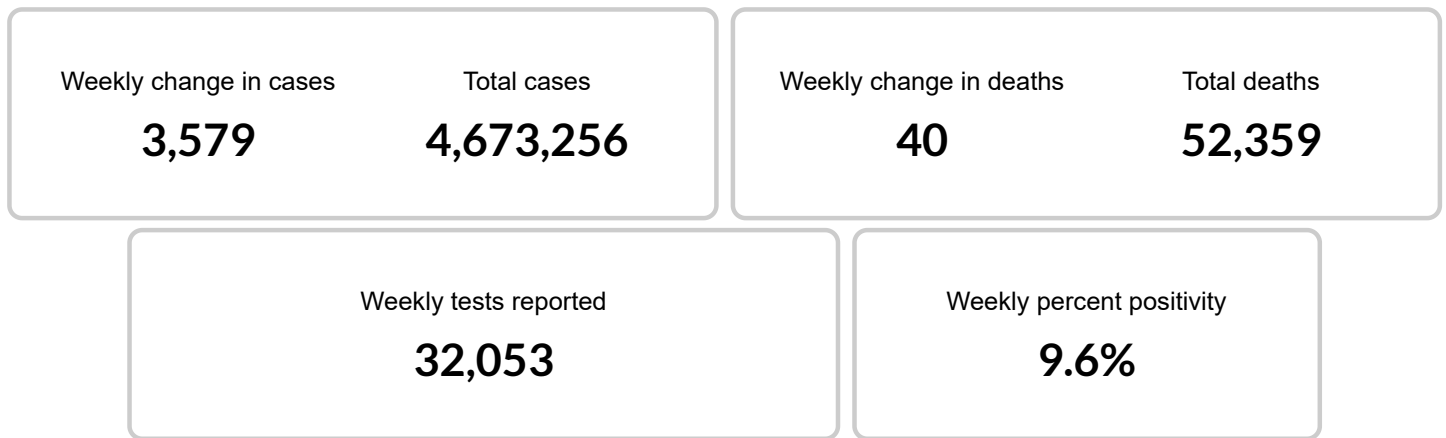 Weekly change in cases
3,579
Total cases
4,673,256
Weekly change in deaths
40
Total deaths
52,359
Weekly tests reported
32,053
Weekly percent positivity
9.6%